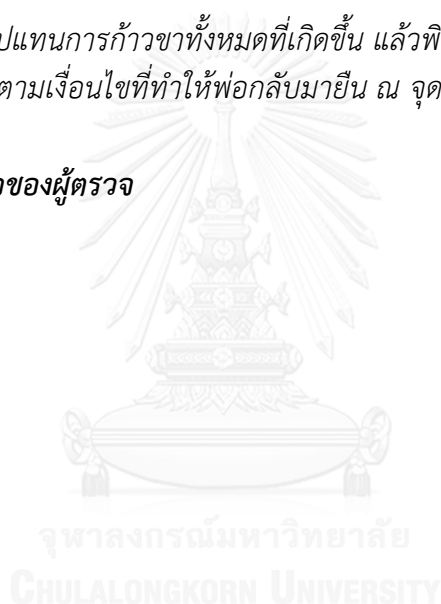 ปแทนการก้าวขาทั้งหมดที่เกิดขึ้น แล้วพิ
ตามเงื่อนไขที่ทำให้พ่อกลับมายืน ณ จุด
ของผู้ตรวจ
จุฬาลงกรณ์มหาวิทยาลัย
CHULALONGKORN UNIVERSITY